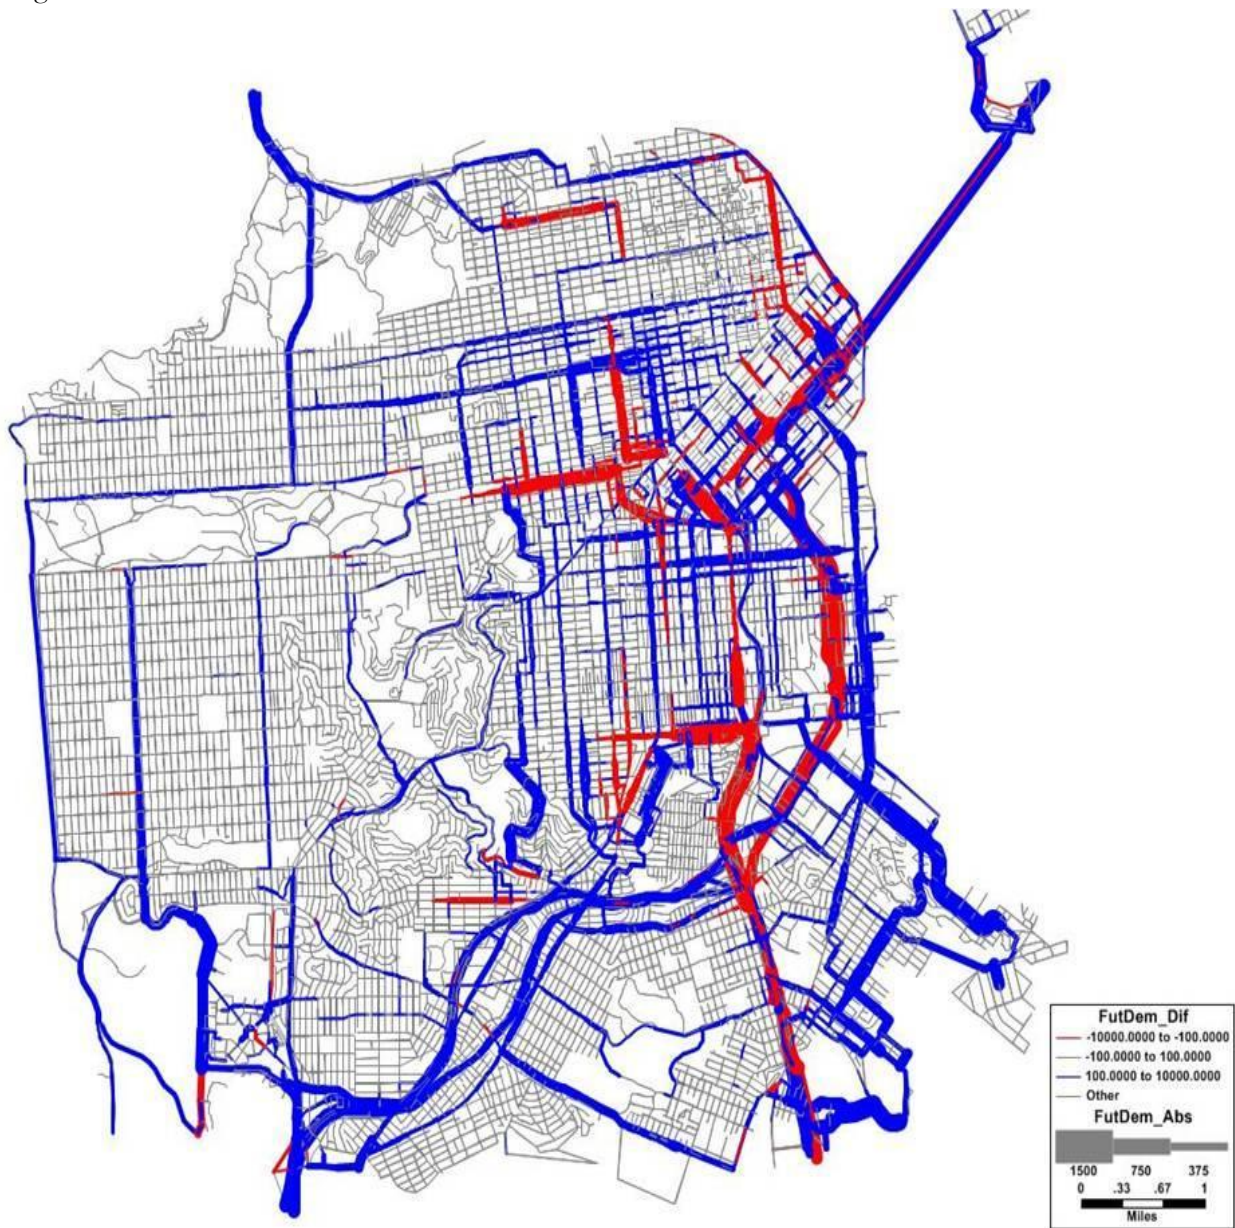 FutDem_Dif
-10000.0000 to -100.0000
-100.0000 to 100.0000
100.0000 to 10000.0000
Other
FutDem_Abs
1500 750 375
0 .33 .67 1
Miles